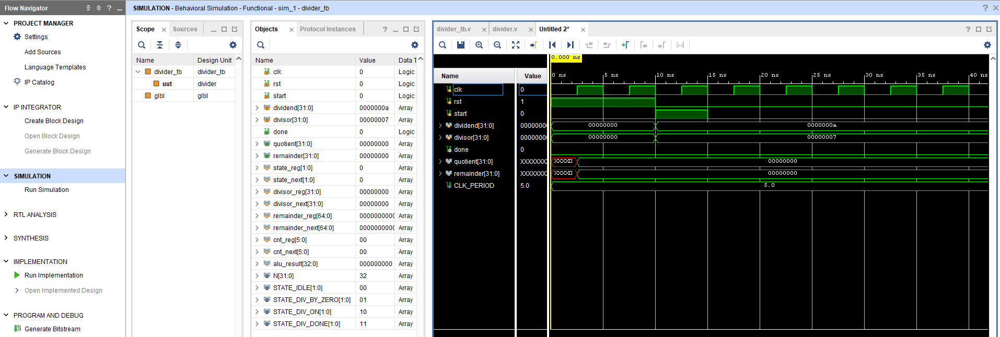 Flow Navigator
?
SIMULATION - Behavioral Simulation - Functional - sim_1 - divider_tb
?
PROJECT MANAGER
Settings
Add Sources
Language Templates
IP Catalog
IP INTEGRATOR
Create Block Design
Open Block Design
Generate Block Design
SIMULATION
Run Simulation
RTL ANALYSIS
SYNTHESIS
IMPLEMENTATION
Run Implementation
Open Implemented Design
PROGRAM AND DEBUG
Generate Bitstream
Scope
Sources
Name Design Unit
divider_tb divider_tb
uut divider
glbl glbl
Objects
Protocol Instances
?
Name Value Data T
clk 0 Logic
rst 0 Logic
start 0 Logic
dividend[31:0] 0000000a Array
divisor[31:0] 00000007 Array
done 0 Logic
quotient[31:0] 00000000 Array
remainder[31:0] 00000000 Array
state_reg[1:0] 0 Array
state_next[1:0] 0 Array
divisor_reg[31:0] 00000000 Array
divisor_next[31:0] 00000000 Array
remainder_reg[64:0] 0000000000 Array
remainder_next[64:0] 0000000000 Array
cnt_reg[5:0] 00 Array
cnt_next[5:0] 00 Array
alu_result[32:0] 000000000 Array
N[31:0] 32 Array
STATE_IDLE[1:0] 00 Array
STATE_DIV_BY_ZERO[1:0] 01 Array
STATE_DIV_ON[1:0] 10 Array
STATE_DIV_DONE[1:0] 11 Array
divider_tb.v
divider.v
Untitled 2*
?
0.000 ns
Name Value 0 ns 5 ns 10 ns 15 ns 20 ns 25 ns 30 ns 35 ns 40 ns
clk 0
rst 1
start 0
dividend[31:0] 00000000 00000000 0000000a
divisor[31:0] 00000000 00000000 00000007
done 0
quotient[31:0] XXXXXXXX XXXX 00000000
remainder[31:0] XXXXXXXX XXXX 00000000
CLK_PERIOD 5.0 5.0